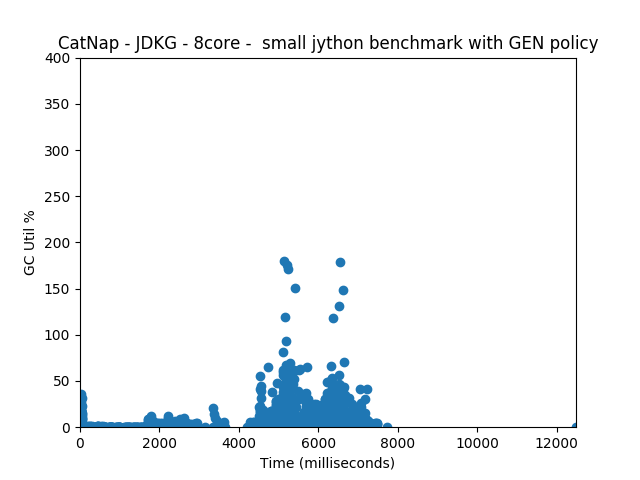 CatNap - JDKG - 8core -  small jython benchmark with GEN policy
400
350
300
250
200
150
100
50
0
GC Util %
0 2000 4000 6000 8000 10000 12000
Time (milliseconds)